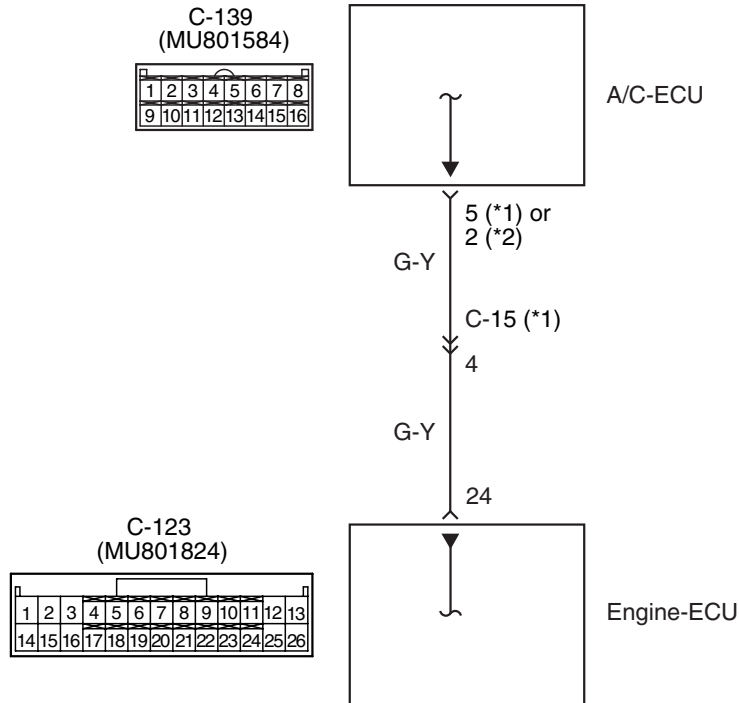 C-139
(MU801584)
1 2 3 4 5 6 7 8
9 10 11 12 13 14 15 16
A/C-ECU
5 (*1) or
2 (*2)
G-Y
C-15 (*1)
4
G-Y
24
C-123
(MU801824)
1 2 3 4 5 6 7 8 9 10 11 12 13
14 15 16 17 18 19 20 21 22 23 24 25 26
Engine-ECU